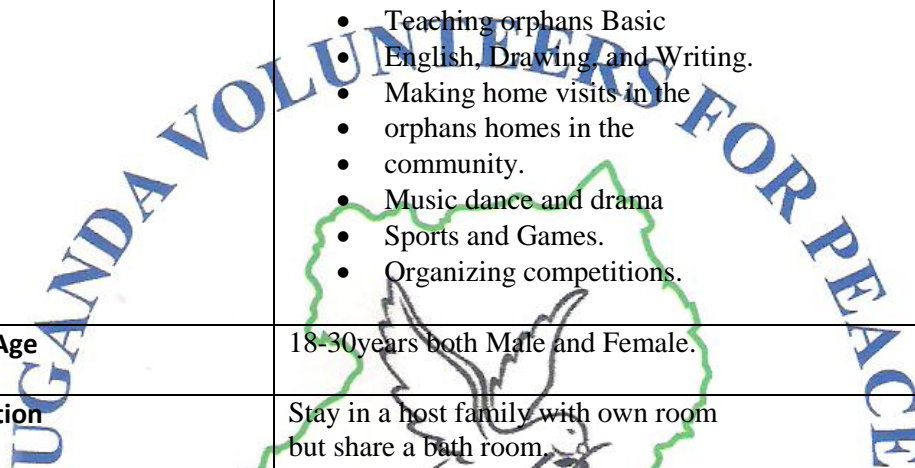 UGANDA VOLUNTEERS FOR PEACE
• Teaching orphans Basic
• English, Drawing, and Writing.
• Making home visits in the
• orphans homes in the
• community.
• Music dance and drama
• Sports and Games.
• Organizing competitions.
Age
18-30years both Male and Female.
tion
Stay in a host family with own room
but share a bath room.